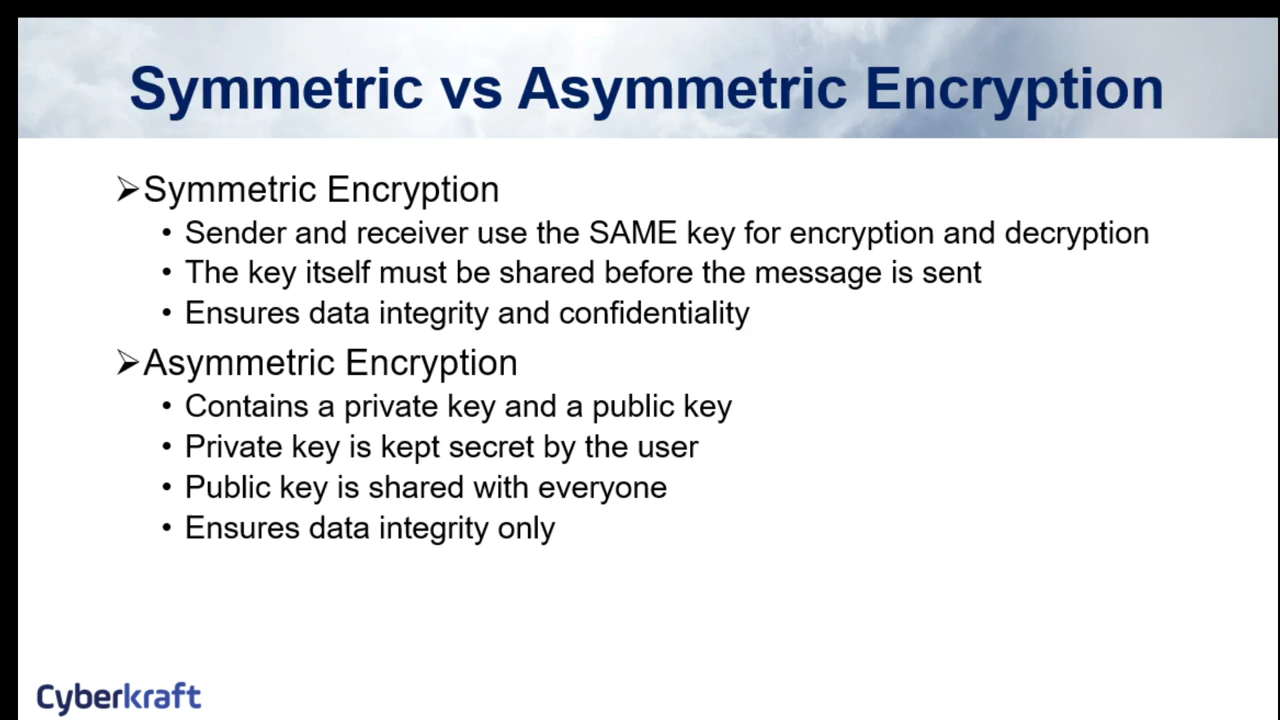 Symmetric vs Asymmetric Encryption
➢Symmetric Encryption
• Sender and receiver use the SAME key for encryption and decryption
• The key itself must be shared before the message is sent
• Ensures data integrity and confidentiality
➢Asymmetric Encryption
• Contains a private key and a public key
• Private key is kept secret by the user
• Public key is shared with everyone
• Ensures data integrity only
Cyberkraft